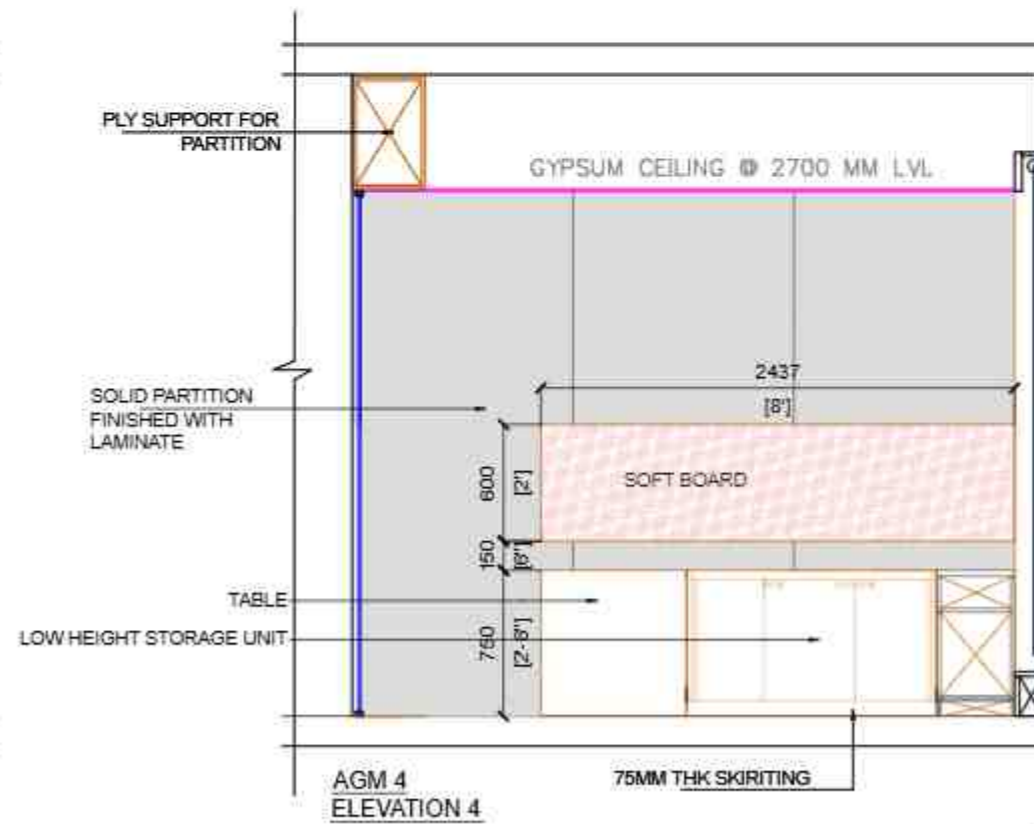 PLY SUPPORT FOR
PARTITION
GYPSUM CEILING @ 2700 MM LVL
2437
[8']
SOLID PARTITION
FINISHED WITH
LAMINATE
600
[2']
SOFT BOARD
150
[6"]
TABLE
LOW HEIGHT STORAGE UNIT
750
[2'-6"]
75MM THK SKIRITING
AGM 4
ELEVATION 4